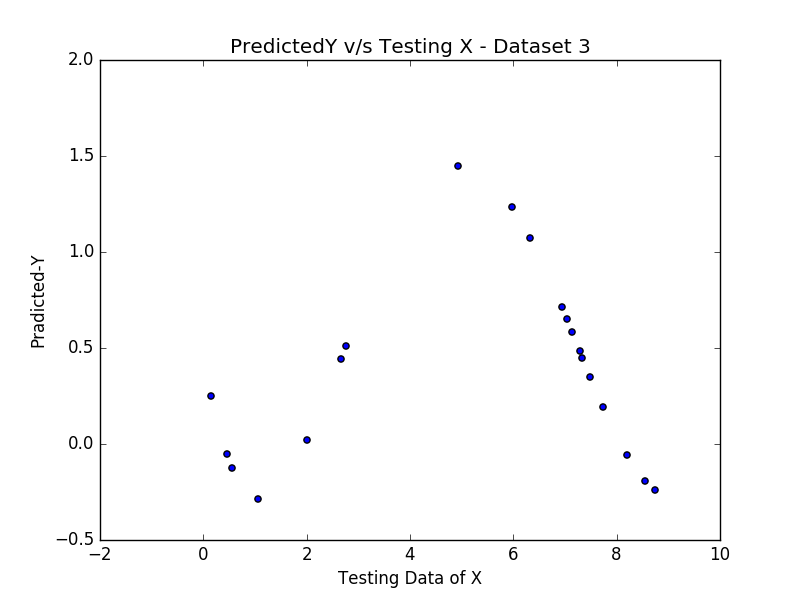 PredictedY v/s Testing X - Dataset 3
2.0
1.5
1.0
0.5
0.0
−0.5
Pradicted-Y
−2 0 2 4 6 8 10
Testing Data of X